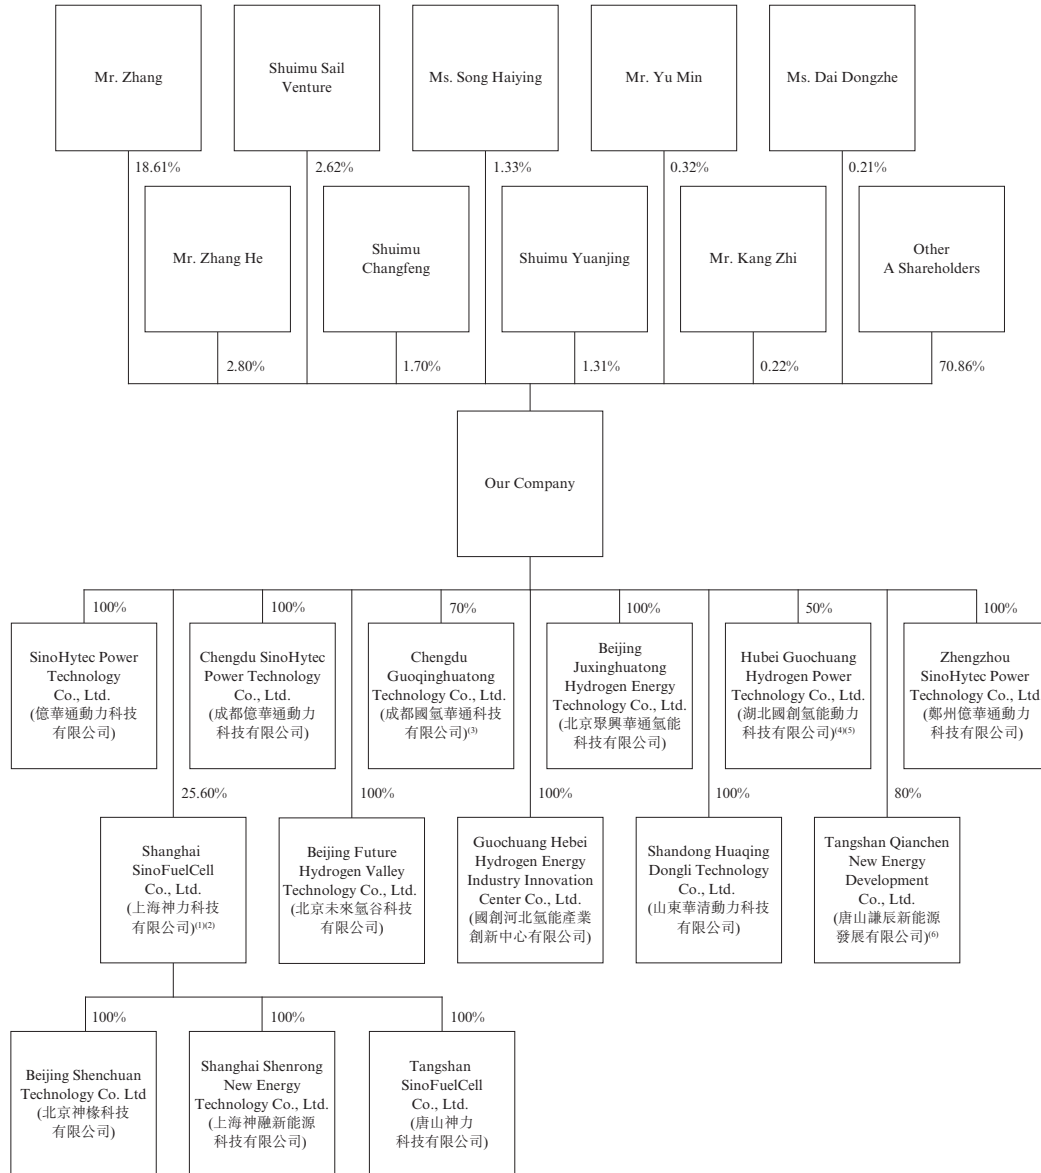 Mr. Zhang
Shuimu Sail
Venture
Ms. Song Haiying
Mr. Yu Min
Ms. Dai Dongzhe
18.61%
2.62%
1.33%
0.32%
0.21%
Mr. Zhang He
Shuimu
Changfeng
Shuimu Yuanjing
Mr. Kang Zhi
Other
A Shareholders
2.80%
1.70%
1.31%
0.22%
70.86%
Our Company
100%
100%
70%
100%
50%
100%
SinoHytec Power
Technology
Co., Ltd.
(億華通動力科技
有限公司)
Chengdu SinoHytec
Power Technology
Co., Ltd.
(成都億華通動力
科技有限公司)
Chengdu
Guoqinghuatong
Technology Co., Ltd.
(成都國氫華通科技
有限公司)(3)
Beijing
Juxinghuatong
Hydrogen Energy
Technology Co., Ltd.
(北京聚興華通氫能
科技有限公司)
Hubei Guochuang
Hydrogen Power
Technology Co., Ltd.
(湖北國創氫能動力
科技有限公司)(4)(5)
Zhengzhou
SinoHytec Power
Technology Co., Ltd.
(鄭州億華通動力
科技有限公司)
25.60%
100%
100%
100%
80%
Shanghai
SinoFuelCell
Co., Ltd.
(上海神力科技
有限公司)(1)(2)
Beijing Future
Hydrogen Valley
Technology Co., Ltd.
(北京未來氫谷科技
有限公司)
Guochuang Hebei
Hydrogen Energy
Industry Innovation
Center Co., Ltd.
(國創河北氫能產業
創新中心有限公司)
Shandong Huaqing
Dongli Technology
Co., Ltd.
(山東華清動力科技
有限公司)
Tangshan Qianchen
New Energy
Development
Co., Ltd.
(唐山謙辰新能源
發展有限公司)(6)
100%
100%
100%
Beijing Shenchuan
Technology Co. Ltd
(北京神椽科技
有限公司)
Shanghai Shenrong
New Energy
Technology Co., Ltd.
(上海神融新能源
科技有限公司)
Tangshan
SinoFuelCell
Co., Ltd.
(唐山神力
科技有限公司)